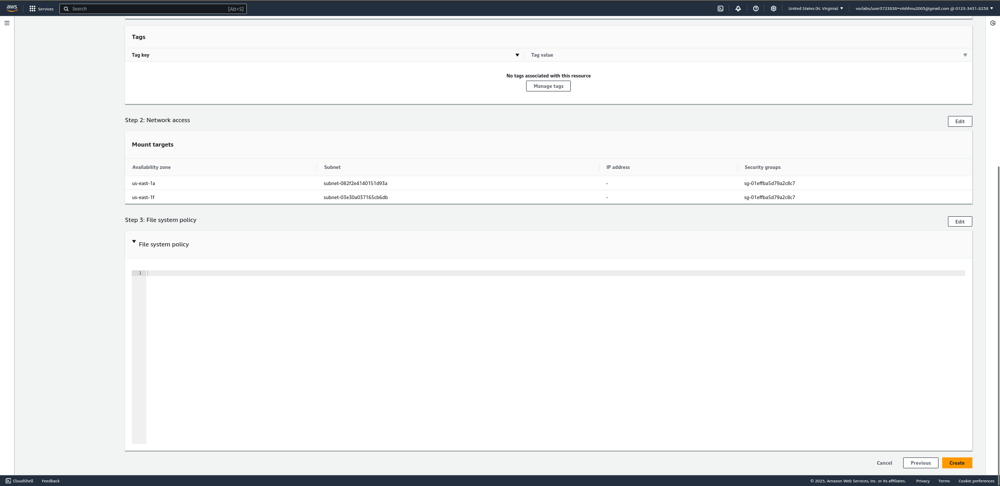 aws Services Search [Alt+S] United States (N. Virginia) voclabs/user3723836=viishhnu2005@gmail.com @ 0123-3431-8258
Tags
Tag key Tag value
No tags associated with this resource
Manage tags
Step 2: Network access Edit
Mount targets
Availability zone Subnet IP address Security groups
us-east-1a subnet-082f2e4140151d93a - sg-01effba5d79a2c8c7
us-east-1f subnet-03e30a037165cb6db - sg-01effba5d79a2c8c7
Step 3: File system policy Edit
File system policy
1
Cancel Previous Create
CloudShell Feedback © 2025, Amazon Web Services, Inc. or its affiliates. Privacy Terms Cookie preferences